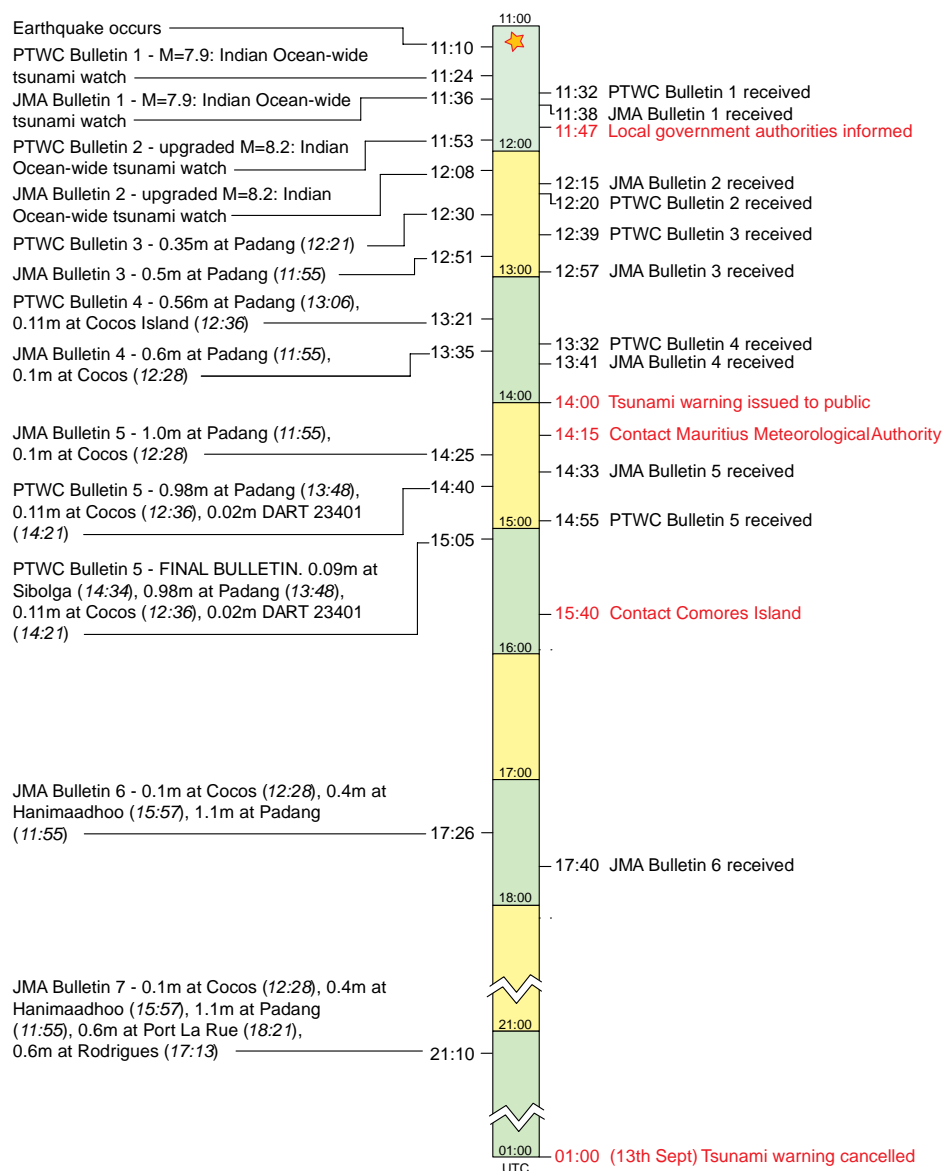 11:00
Earthquake occurs
11:10
PTWC Bulletin 1 - M=7.9: Indian Ocean-wide
tsunami watch
11:24
JMA Bulletin 1 - M=7.9: Indian Ocean-wide
tsunami watch
11:36
PTWC Bulletin 2 - upgraded M=8.2: Indian
Ocean-wide tsunami watch
11:53
JMA Bulletin 2 - upgraded M=8.2: Indian
Ocean-wide tsunami watch
12:08
PTWC Bulletin 3 - 0.35m at Padang (12:21)
12:30
JMA Bulletin 3 - 0.5m at Padang (11:55)
12:51
PTWC Bulletin 4 - 0.56m at Padang (13:06),
0.11m at Cocos Island (12:36)
13:21
JMA Bulletin 4 - 0.6m at Padang (11:55),
0.1m at Cocos (12:28)
13:35
JMA Bulletin 5 - 1.0m at Padang (11:55),
0.1m at Cocos (12:28)
14:25
PTWC Bulletin 5 - 0.98m at Padang (13:48),
0.11m at Cocos (12:36), 0.02m DART 23401
(14:21)
14:40
PTWC Bulletin 5 - FINAL BULLETIN. 0.09m at
Sibolga (14:34), 0.98m at Padang (13:48),
0.11m at Cocos (12:36), 0.02m DART 23401
(14:21)
15:05
JMA Bulletin 6 - 0.1m at Cocos (12:28), 0.4m at
Hanimaadhoo (15:57), 1.1m at Padang
(11:55)
17:26
JMA Bulletin 7 - 0.1m at Cocos (12:28), 0.4m at
Hanimaadhoo (15:57), 1.1m at Padang
(11:55), 0.6m at Port La Rue (18:21),
0.6m at Rodrigues (17:13)
21:10
12:00
13:00
14:00
15:00
16:00
17:00
18:00
21:00
01:00
UTC
11:32 PTWC Bulletin 1 received
11:38 JMA Bulletin 1 received
11:47 Local government authorities informed
12:15 JMA Bulletin 2 received
12:20 PTWC Bulletin 2 received
12:39 PTWC Bulletin 3 received
12:57 JMA Bulletin 3 received
13:32 PTWC Bulletin 4 received
13:41 JMA Bulletin 4 received
14:00 Tsunami warning issued to public
14:15 Contact Mauritius MeteorologicalAuthority
14:33 JMA Bulletin 5 received
14:55 PTWC Bulletin 5 received
15:40 Contact Comores Island
17:40 JMA Bulletin 6 received
01:00 (13th Sept) Tsunami warning cancelled